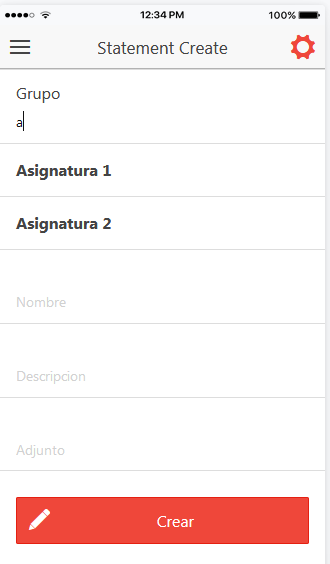 12:34 PM 100%
Statement Create
Grupo
a
Asignatura 1
Asignatura 2
Nombre
Descripcion
Adjunto
Crear